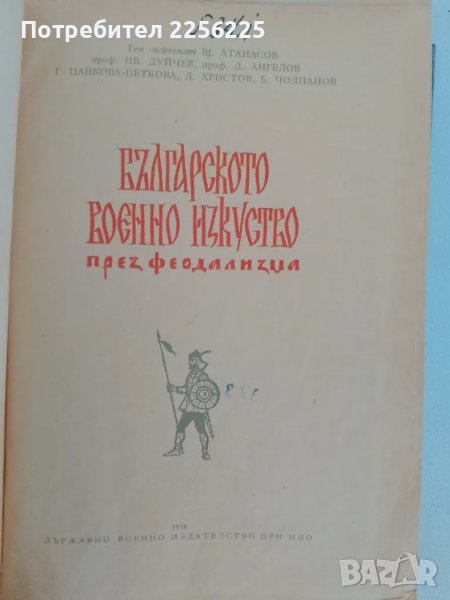 Потребител 2256225
Ген.-лейтенант Щ. АТАНАСОВ
проф. ИВ. ДУЙЧЕВ, проф. Д. АНГЕЛОВ
Г. ЦАНКОВА-ПЕТКОВА, Д. ХРИСТОВ, Б. ЧОЛПАНОВ
БЪЛГАРСКОТО
ВОЕННО ИЗКУСТВО
ПРЕЗ ФЕОДАЛИЗМА
1958
ДЪРЖАВНО ВОЕННО ИЗДАТЕЛСТВО ПРИ МНО
BAZAR